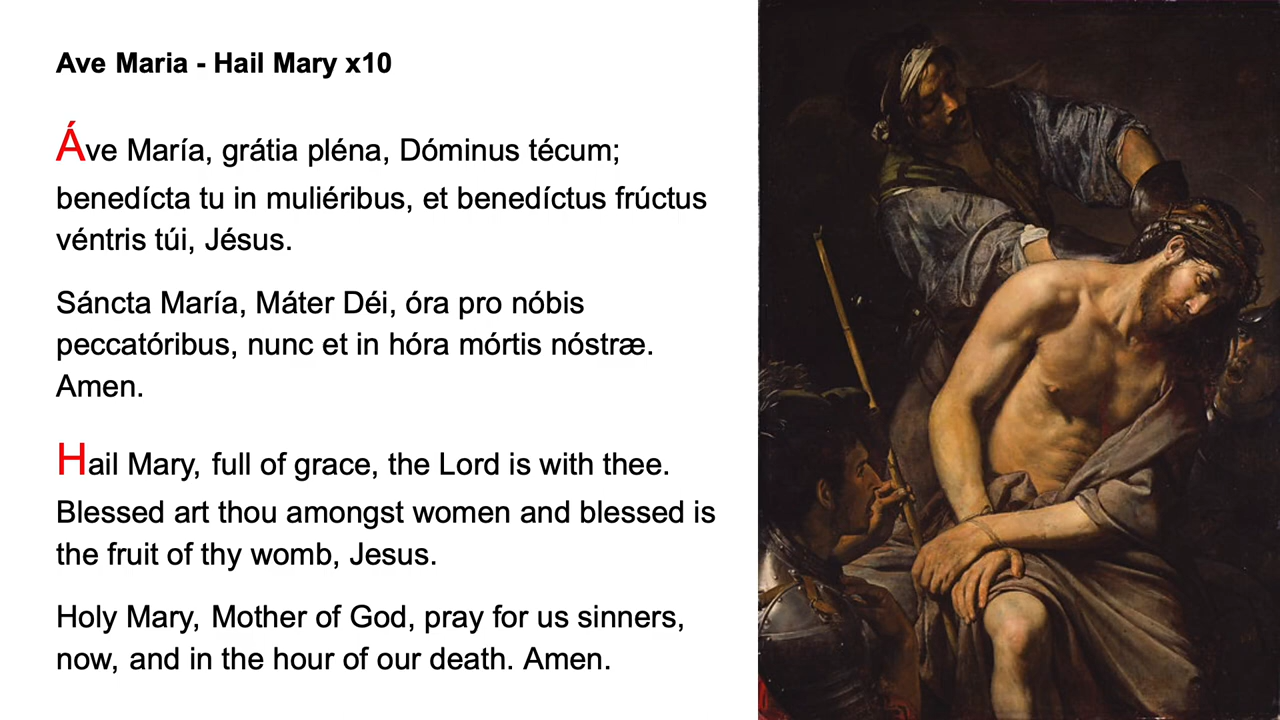 Ave Maria - Hail Mary x10
Áve María, grátia pléna, Dóminus técum;
benedícta tu in muliéribus, et benedíctus frúctus
véntris túi, Jésus.
Sáncta María, Máter Déi, óra pro nóbis
peccatóribus, nunc et in hóra mórtis nóstræ.
Amen.
Hail Mary, full of grace, the Lord is with thee.
Blessed art thou amongst women and blessed is
the fruit of thy womb, Jesus.
Holy Mary, Mother of God, pray for us sinners,
now, and in the hour of our death. Amen.